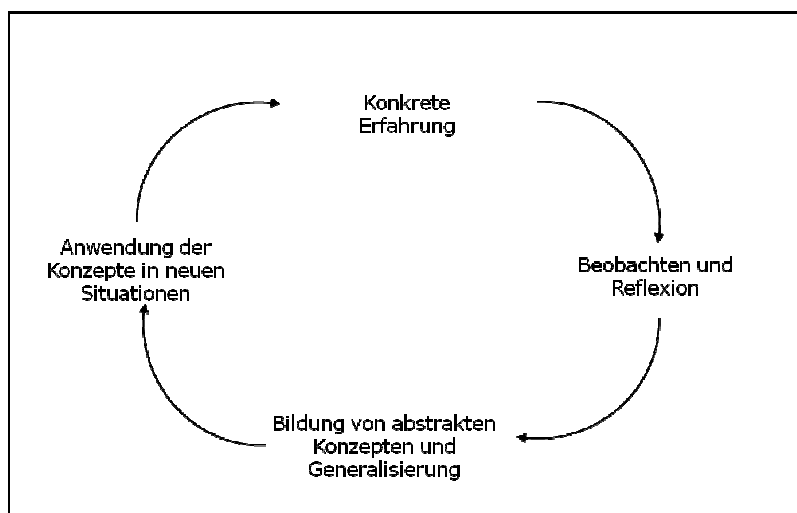 Konkrete
Erfahrung
Beobachten und
Reflexion
Bildung von abstrakten
Konzepten und
Generalisierung
Anwendung der
Konzepte in neuen
Situationen